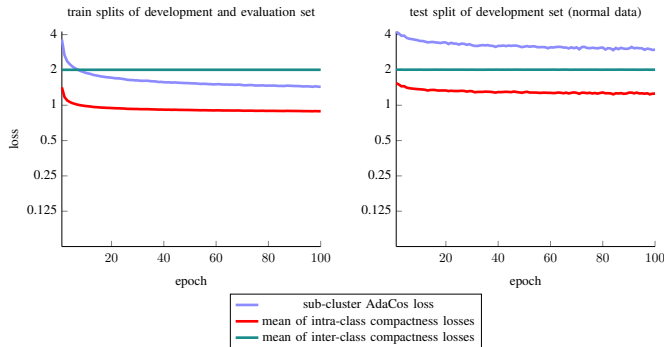 train splits of development and evaluation set
test split of development set (normal data)
4
2
1
0.5
0.25
0.125
loss
20
40
60
80
100
epoch
4
2
1
0.5
0.25
0.125
20
40
60
80
100
epoch
sub-cluster AdaCos loss
mean of intra-class compactness losses
mean of inter-class compactness losses